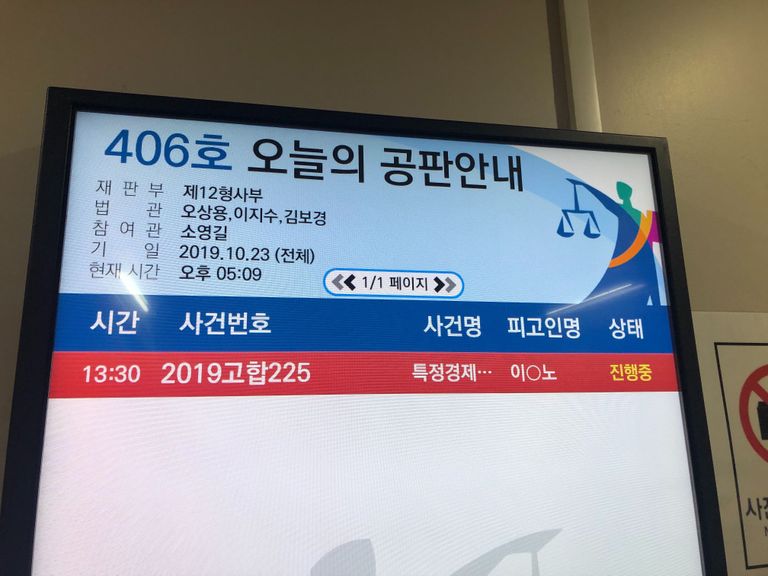 406호 오늘의 공판안내
재 판 부 제12형사부
법 관 오상용,이지수,김보경
참 여 관 소영길
기 일 2019.10.23 (전체)
현재 시간 오후 05:09
1/1 페이지
시간 사건번호 사건명 피고인명 상태
13:30 2019고합225 특정경제… 이○노 진행중